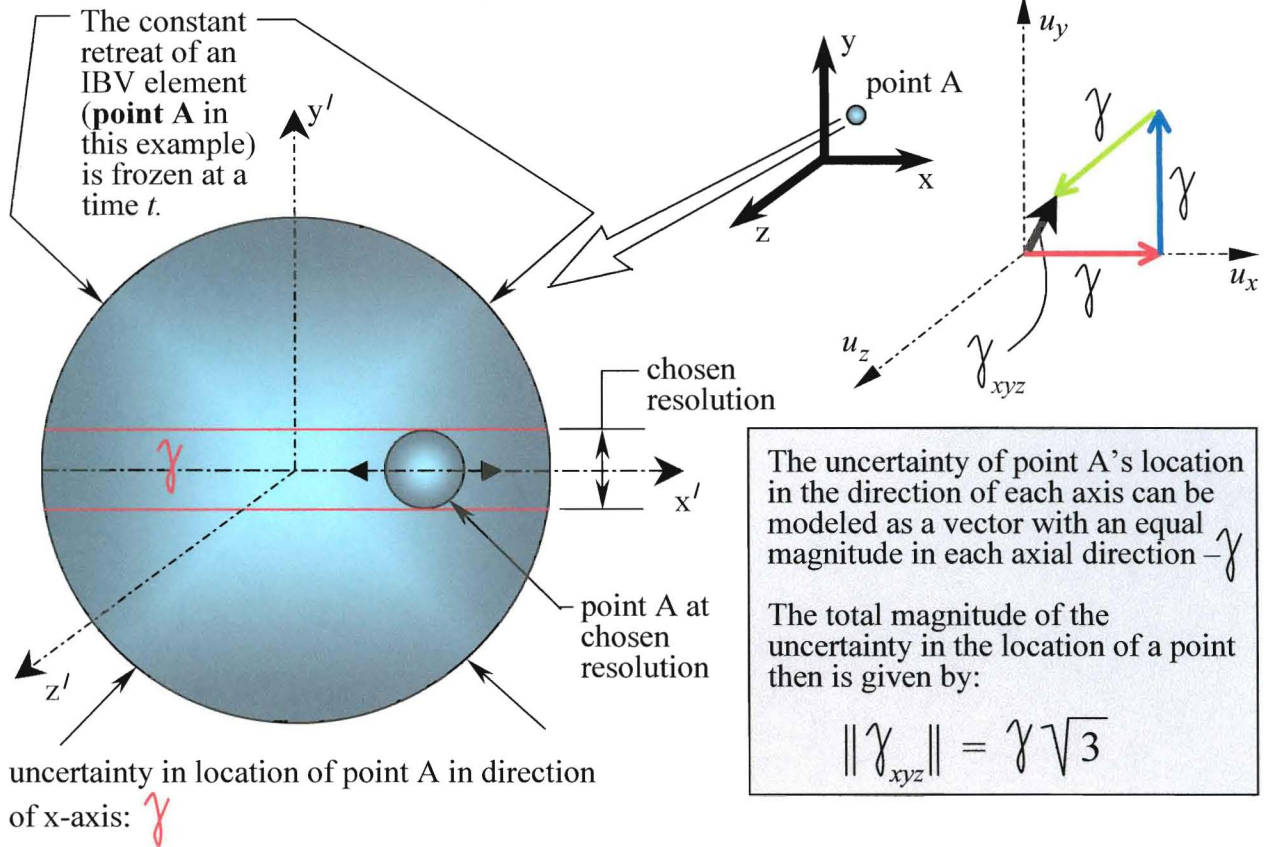 The constant
retreat of an
IBV element
(point A in
this example)
is frozen at a
time t.
y′
x′
z′
γ
y
x
z
point A
u_y
u_x
u_z
γ
γ
γ
γ_xyz
chosen
resolution
point A at
chosen
resolution
uncertainty in location of point A in direction
of x-axis: γ
The uncertainty of point A's location
in the direction of each axis can be
modeled as a vector with an equal
magnitude in each axial direction – γ
The total magnitude of the
uncertainty in the location of a point
then is given by:
‖ γ_xyz ‖ = γ √3